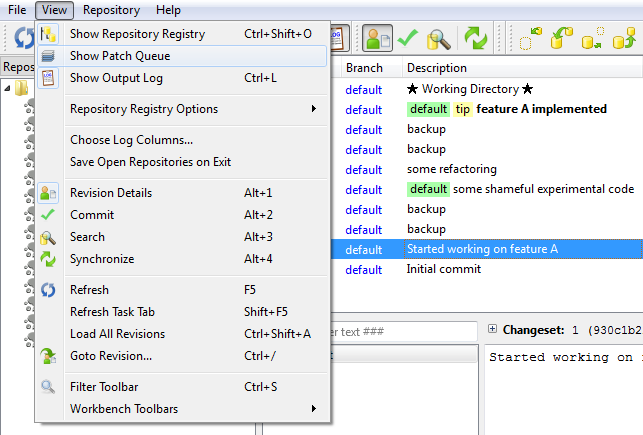 File View Repository Help
Show Repository Registry Ctrl+Shift+O
Show Patch Queue
Show Output Log Ctrl+L
Repository Registry Options
Choose Log Columns...
Save Open Repositories on Exit
Revision Details Alt+1
Commit Alt+2
Search Alt+3
Synchronize Alt+4
Refresh F5
Refresh Task Tab Shift+F5
Load All Revisions Ctrl+Shift+A
Goto Revision... Ctrl+/
Filter Toolbar Ctrl+S
Workbench Toolbars
Repos
LOG
Branch Description
default ★ Working Directory ★
default default tip feature A implemented
default backup
default backup
default some refactoring
default default some shameful experimental code
default backup
default backup
default Started working on feature A
default Initial commit
er text ###
Changeset: 1 (930c1b2
Started working on